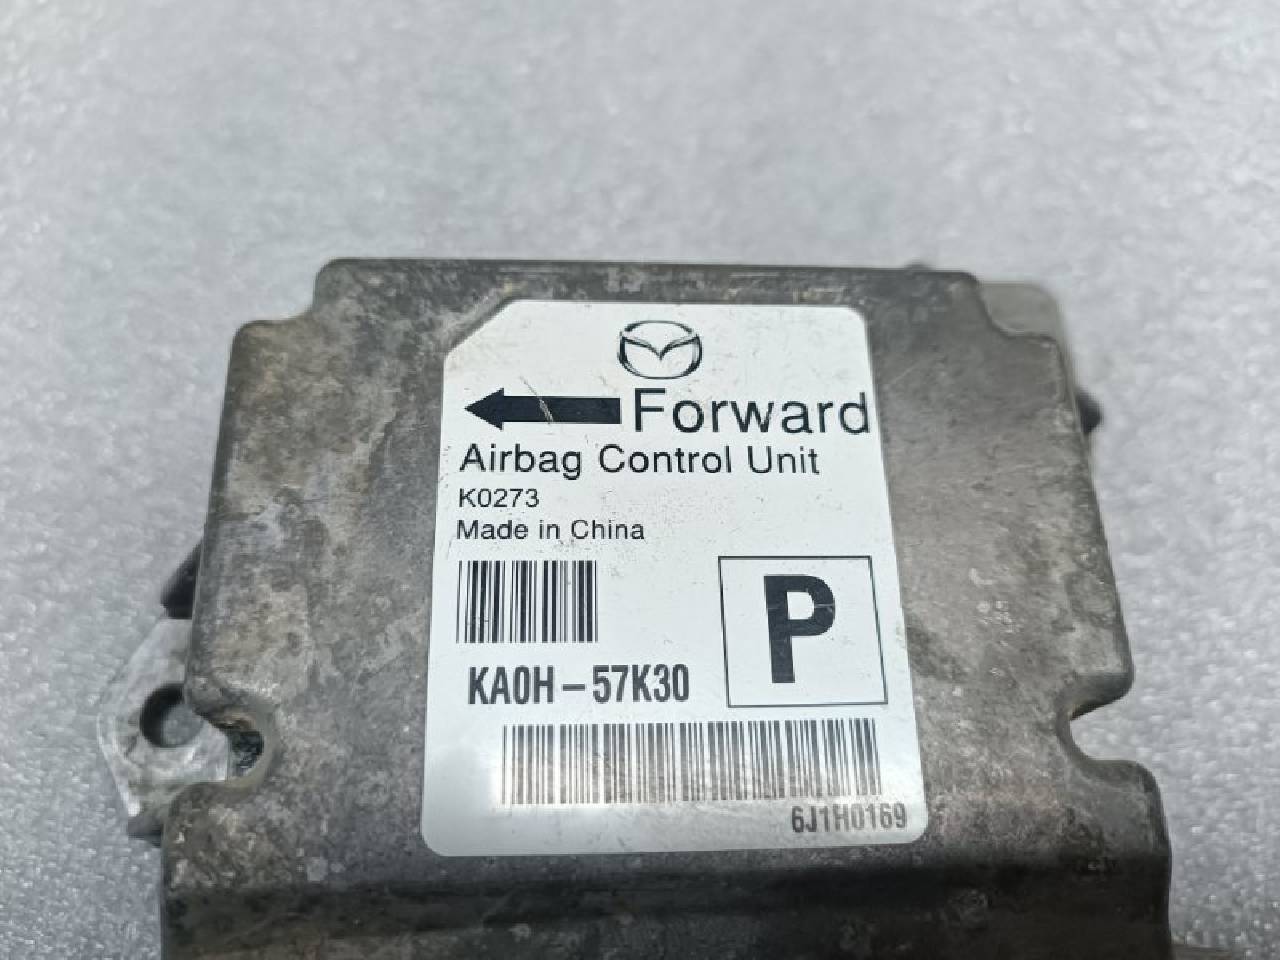 Forward
Airbag Control Unit
K0273
Made in China
P
KA0H-57K30
6J1H0169